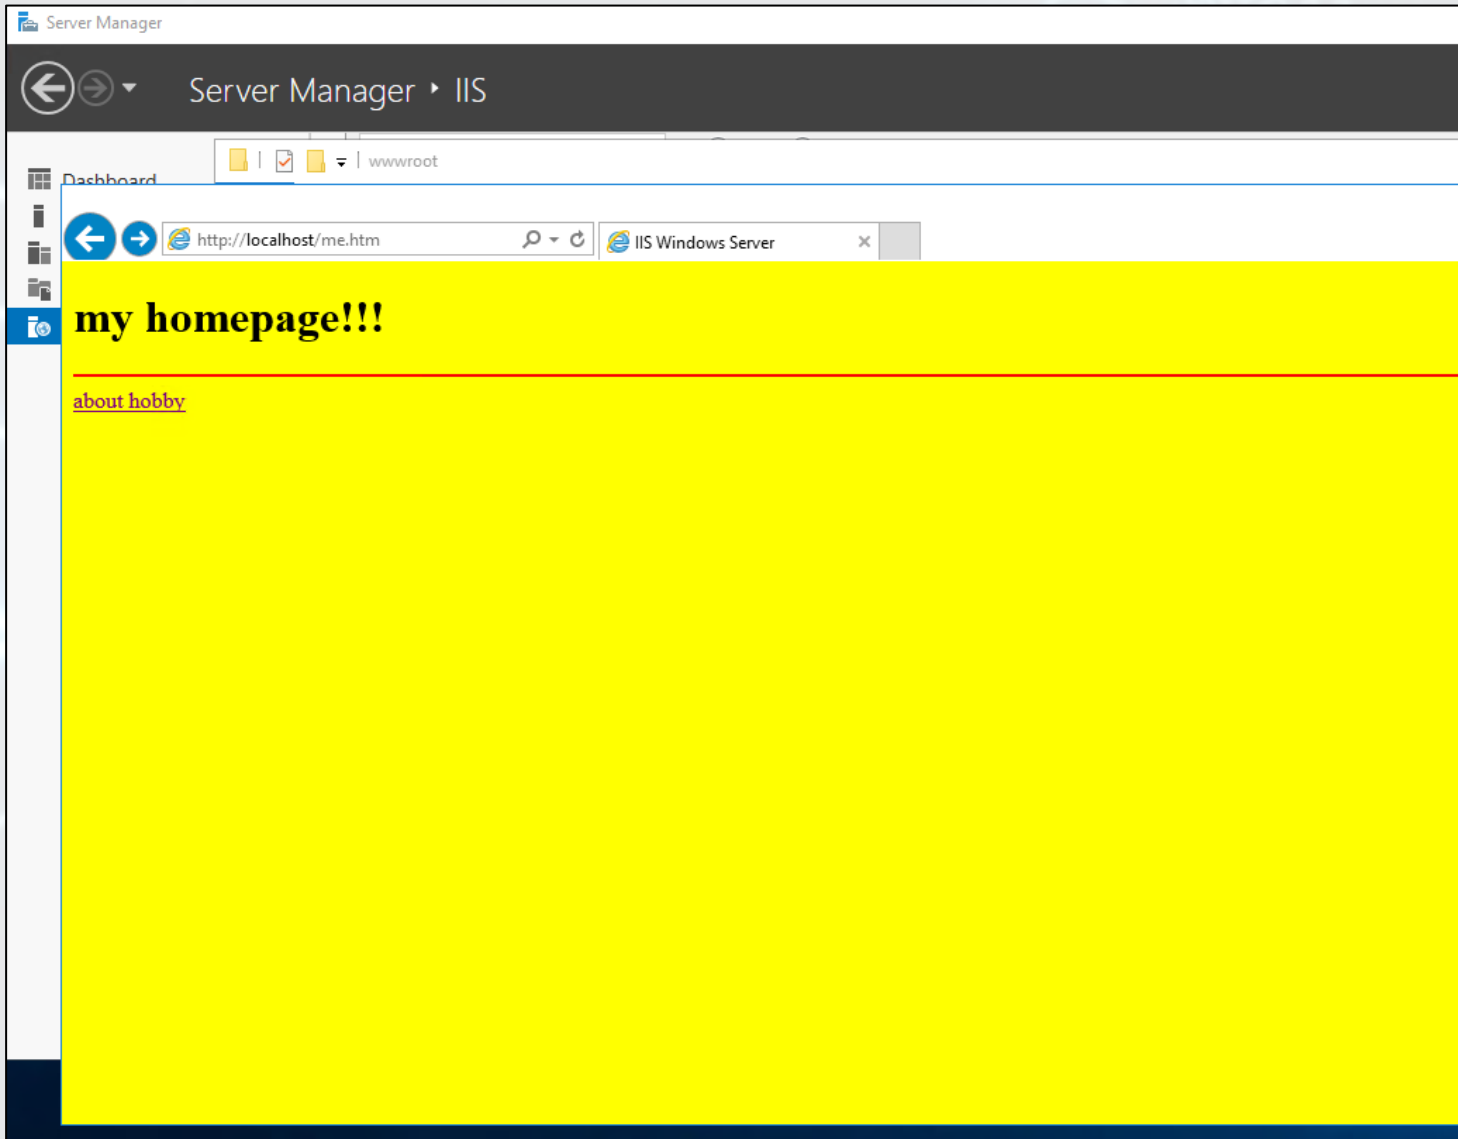 Server Manager
Server Manager ‣ IIS
wwwroot
Dashboard
http://localhost/me.htm
IIS Windows Server
my homepage!!!
about hobby